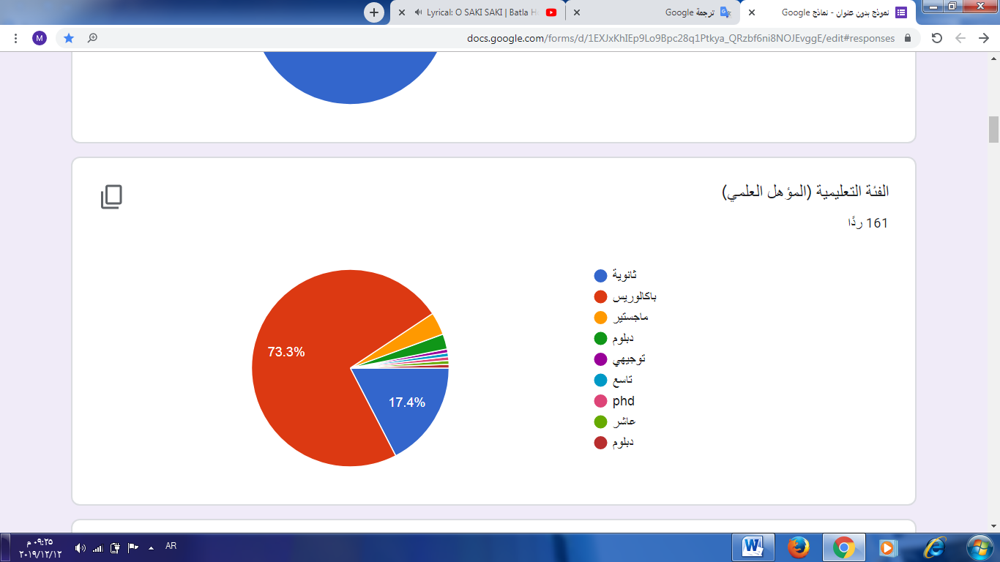 نموذج بدون عنوان - نماذج Google
ترجمة Google
Lyrical: O SAKI SAKI | Batla H
docs.google.com/forms/d/1EXJxKhIEp9Lo9Bpc28q1Ptkya_QRzbf6ni8NOJEvggE/edit#responses
M
الفئة التعليمية (المؤهل العلمي)
161 ردًا
ثانوية
باكالوريس
ماجستير
دبلوم
توجيهي
تاسع
phd
عاشر
دبلوم
73.3%
17.4%
AR
٠٩:٢٥ م
٢٠١٩/١٢/١٢